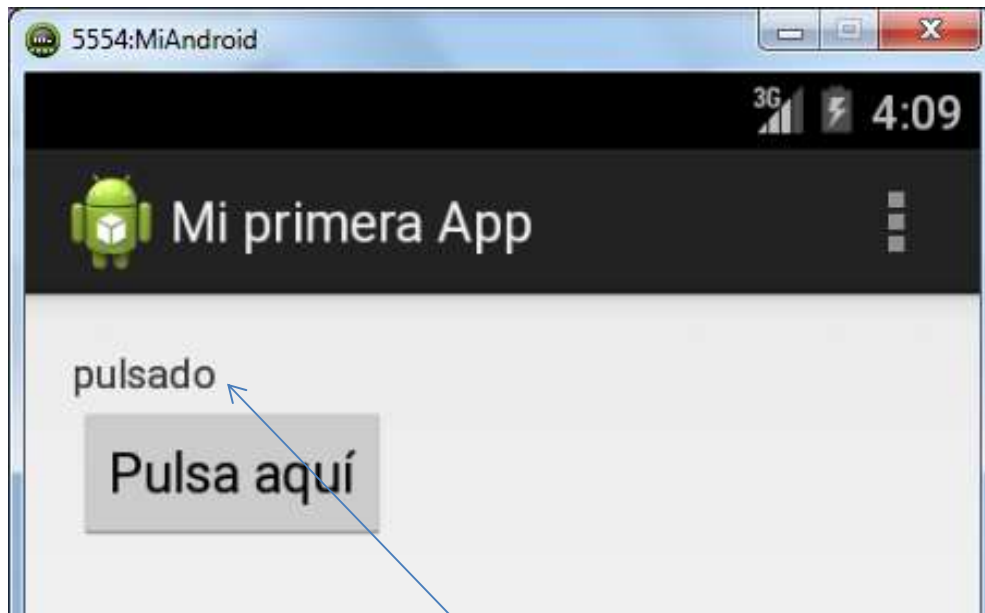 5554:MiAndroid
3G 4:09
Mi primera App
pulsado
Pulsa aquí